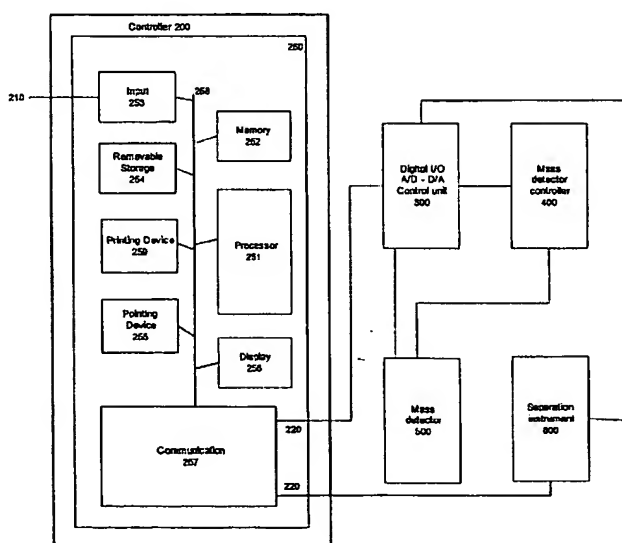 Controller 200
250
210
Input
253
258
Memory
252
Removable
Storage
254
Digital I/O
A/D - D/A
Control unit
300
Mass
detector
controller
400
Printing Device
259
Processor
251
Pointing
Device
255
Display
256
Communication
257
220
220
Mass
detector
500
Separation
instrument
600